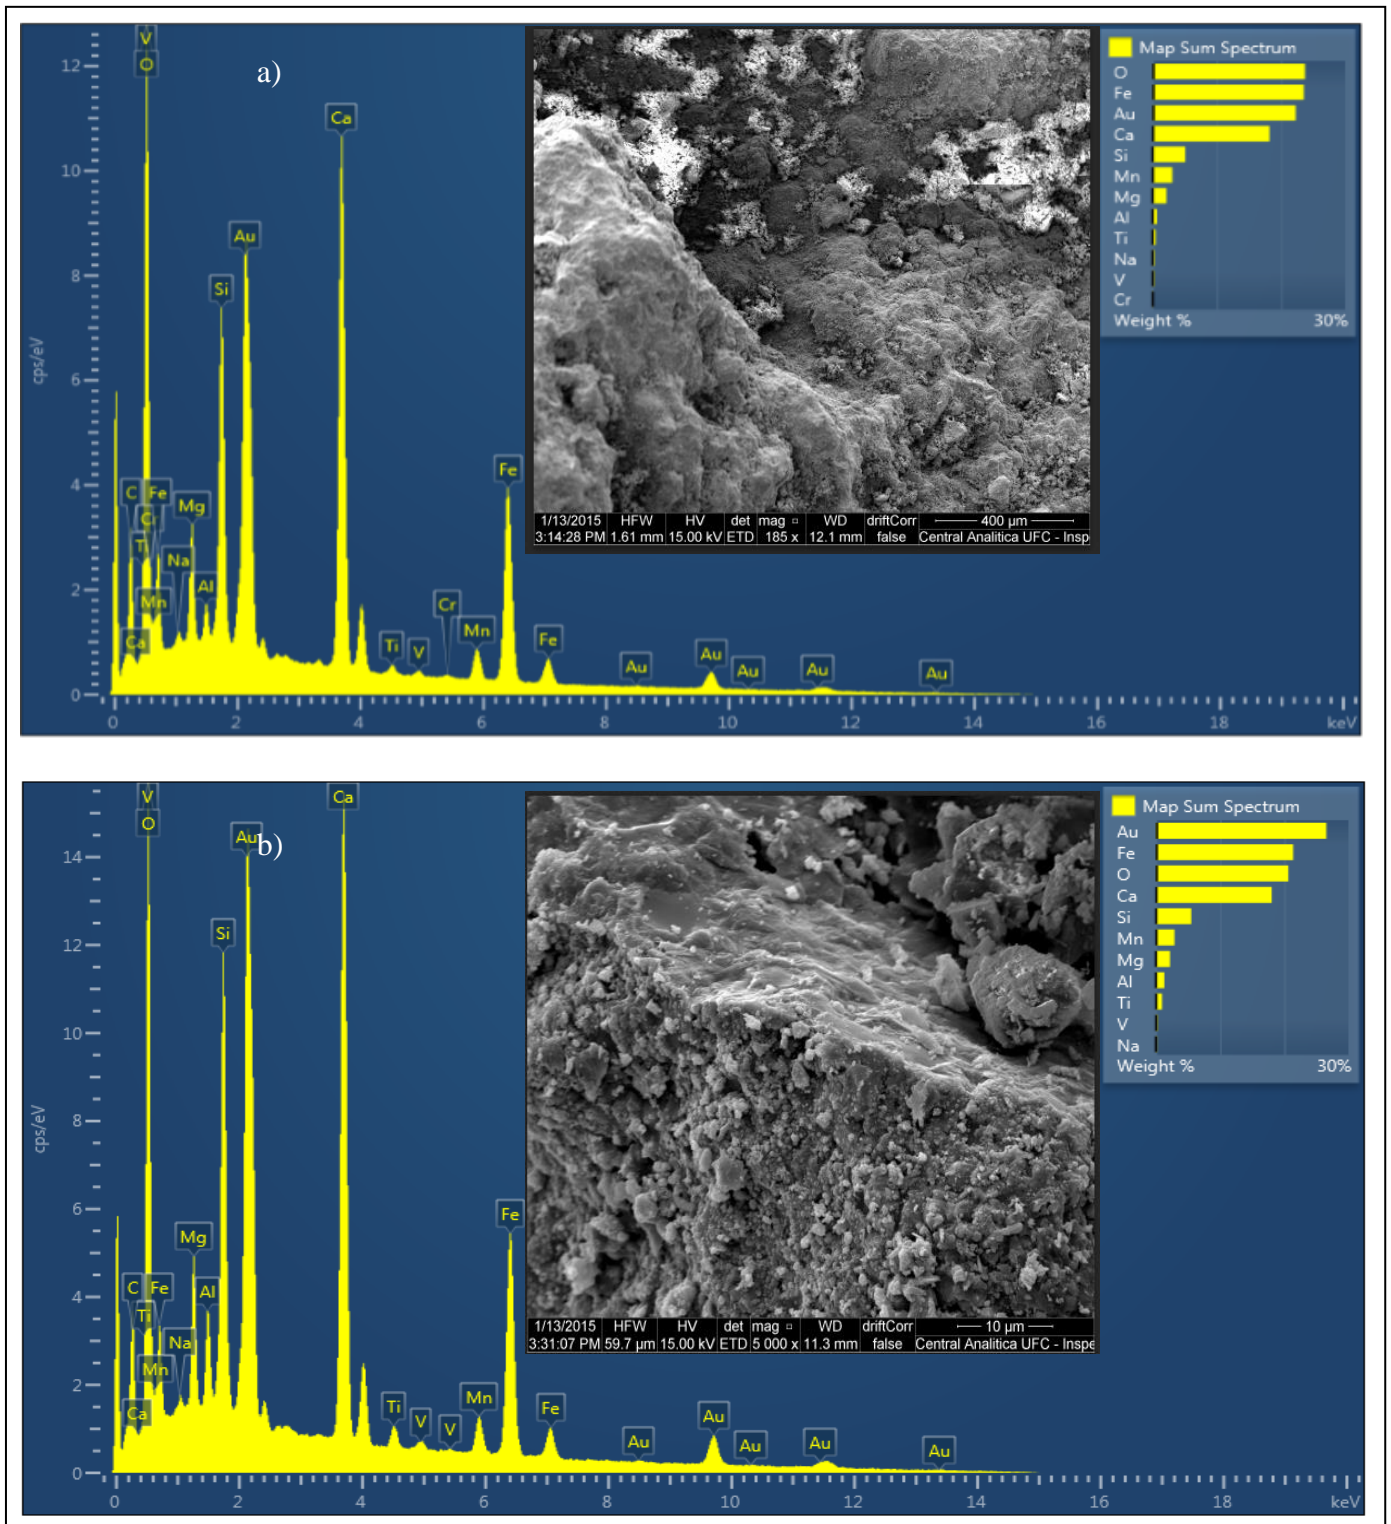 a)
Map Sum Spectrum
O
Fe
Au
Ca
Si
Mn
Mg
Al
Ti
Na
V
Cr
Weight % 30%
cps/eV
12
10
8
6
4
2
0
V
O
Ca
Au
Si
Fe
C Fe
Mg
Cr
Ti
Na
Al
Mn
Ca
Ti
V
Cr
Mn
Fe
Au
Au
Au
Au
Au
0 2 4 6 8 10 12 14 16 18 keV
1/13/2015 HFW HV det mag □ WD driftCorr 400 µm
3:14:28 PM 1.61 mm 15.00 kV ETD 185 x 12.1 mm false Central Analitica UFC - Insp
b)
Map Sum Spectrum
Au
Fe
O
Ca
Si
Mn
Mg
Al
Ti
V
Na
Weight % 30%
cps/eV
14
12
10
8
6
4
2
0
V
O
Ca
Au
Si
Fe
Mg
C Fe
Al
Ti
Na
Mn
Ca
Ti
V
V
Mn
Fe
Au
Au
Au
Au
Au
0 2 4 6 8 10 12 14 16 18 keV
1/13/2015 HFW HV det mag □ WD driftCorr 10 µm
3:31:07 PM 59.7 µm 15.00 kV ETD 5 000 x 11.3 mm false Central Analitica UFC - Inspe